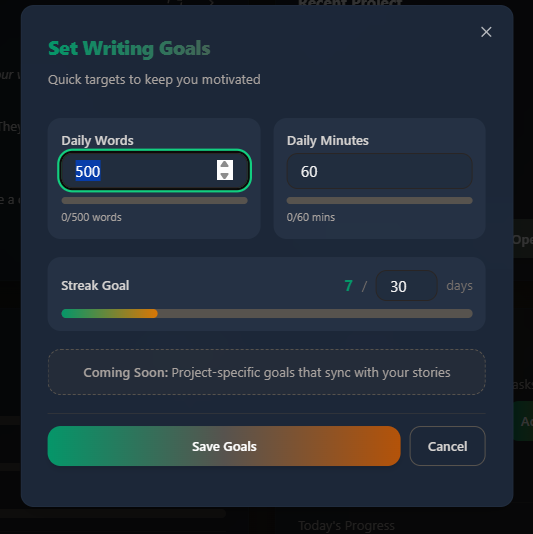 Recent Project
Set Writing Goals
Quick targets to keep you motivated
our
They
Daily Words
Daily Minutes
500
60
0/500 words
0/60 mins
e a
Ope
Streak Goal
7 / 30 days
Coming Soon: Project-specific goals that sync with your stories
ask
Save Goals
Cancel
Today's Progress